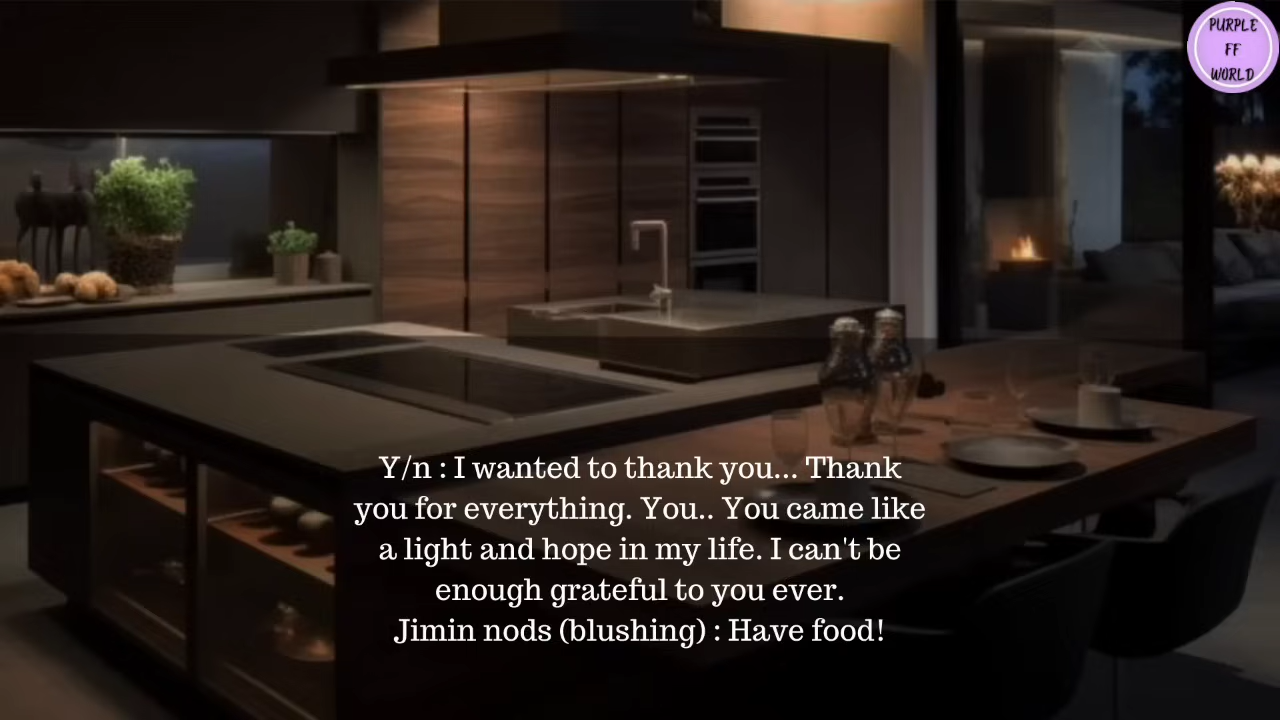 PURPLE
FF
WORLD
Y/n : I wanted to thank you... Thank
you for everything. You.. You came like
a light and hope in my life. I can't be
enough grateful to you ever.
Jimin nods (blushing) : Have food!